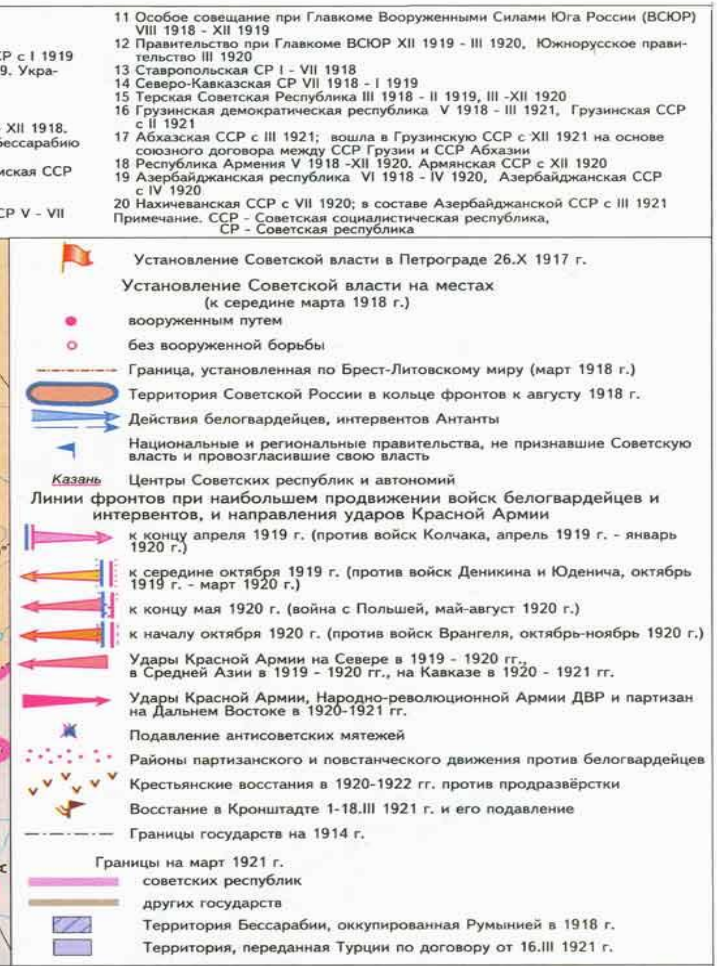 11 Особое совещание при Главкоме Вооруженными Силами Юга России (ВСЮР)
VIII 1918 - XII 1919
12 Правительство при Главкоме ВСЮР XII 1919 - III 1920, Южнорусское прави-
тельство III 1920
СР с I 1919
9. Укра-
13 Ставропольская СР I - VII 1918
14 Северо-Кавказская СР VII 1918 - I 1919
15 Терская Советская Республика III 1918 - II 1919, III -XII 1920
16 Грузинская демократическая республика V 1918 - III 1921, Грузинская ССР
с II 1921
- XII 1918.
бессарабию
17 Абхазская ССР с III 1921; вошла в Грузинскую ССР с XII 1921 на основе
союзного договора между ССР Грузии и ССР Абхазии
ская ССР
18 Республика Армения V 1918 -XII 1920. Армянская ССР с XII 1920
19 Азербайджанская республика VI 1918 - IV 1920, Азербайджанская ССР
с IV 1920
СР V - VII
20 Нахичеванская ССР с VII 1920; в составе Азербайджанской ССР с III 1921
Примечание. ССР - Советская социалистическая республика,
СР - Советская республика
Установление Советской власти в Петрограде 26.X 1917 г.
Установление Советской власти на местах
(к середине марта 1918 г.)
вооруженным путем
без вооруженной борьбы
Граница, установленная по Брест-Литовскому миру (март 1918 г.)
Территория Советской России в кольце фронтов к августу 1918 г.
Действия белогвардейцев, интервентов Антанты
Национальные и региональные правительства, не признавшие Советскую
власть и провозгласившие свою власть
Казань Центры Советских республик и автономий
Линии фронтов при наибольшем продвижении войск белогвардейцев и
интервентов, и направления ударов Красной Армии
к концу апреля 1919 г. (против войск Колчака, апрель 1919 г. - январь
1920 г.)
к середине октября 1919 г. (против войск Деникина и Юденича, октябрь
1919 г. - март 1920 г.)
к концу мая 1920 г. (война с Польшей, май-август 1920 г.)
к началу октября 1920 г. (против войск Врангеля, октябрь-ноябрь 1920 г.)
Удары Красной Армии на Севере в 1919 - 1920 гг.,
в Средней Азии в 1919 - 1920 гг., на Кавказе в 1920 - 1921 гг.
Удары Красной Армии, Народно-революционной Армии ДВР и партизан
на Дальнем Востоке в 1920-1921 гг.
Подавление антисоветских мятежей
Районы партизанского и повстанческого движения против белогвардейцев
Крестьянские восстания в 1920-1922 гг. против продразвёрстки
Восстание в Кронштадте 1-18.III 1921 г. и его подавление
Границы государств на 1914 г.
Границы на март 1921 г.
советских республик
других государств
Территория Бессарабии, оккупированная Румынией в 1918 г.
Территория, переданная Турции по договору от 16.III 1921 г.